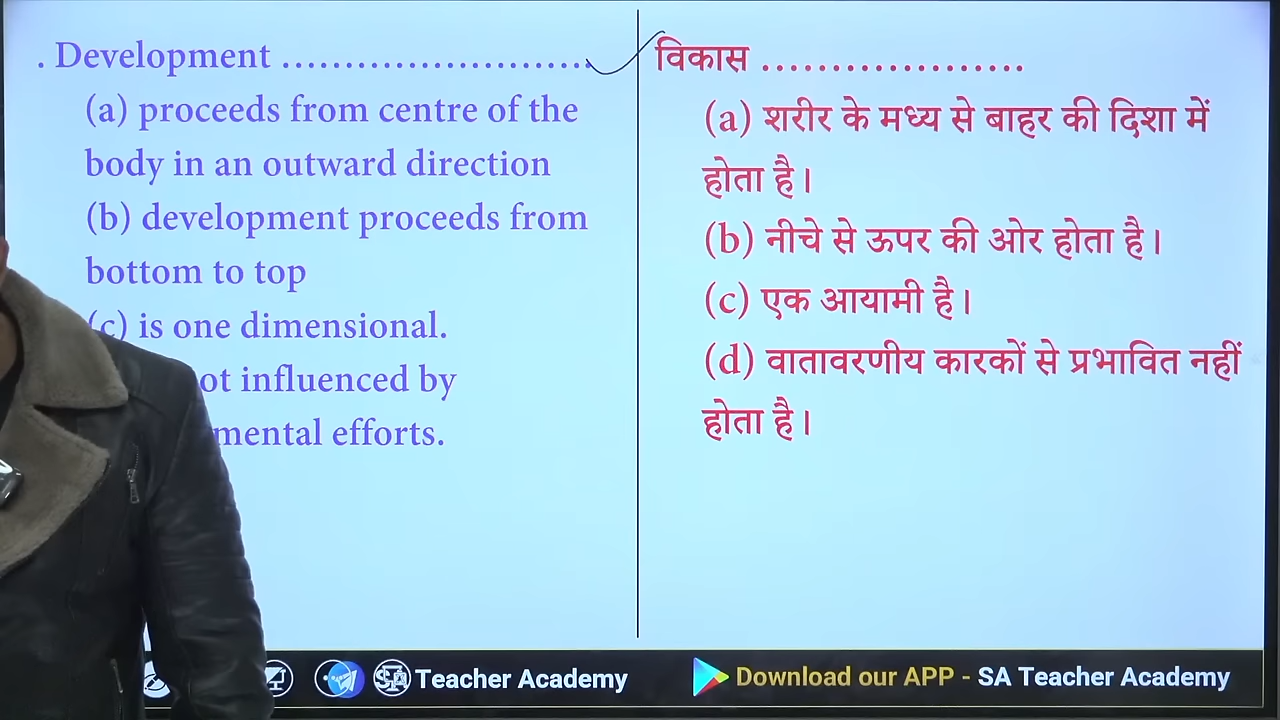 . Development ............................
(a) proceeds from centre of the
body in an outward direction
(b) development proceeds from
bottom to top
(c) is one dimensional.
influenced by
efforts.
विकास ......................
(a) शरीर के मध्य से बाहर की दिशा में
होता है।
(b) नीचे से ऊपर की ओर होता है।
(c) एक आयामी है।
(d) वातावरणीय कारकों से प्रभावित नहीं
होता है।
Teacher Academy
Download our APP - SA Teacher Academy